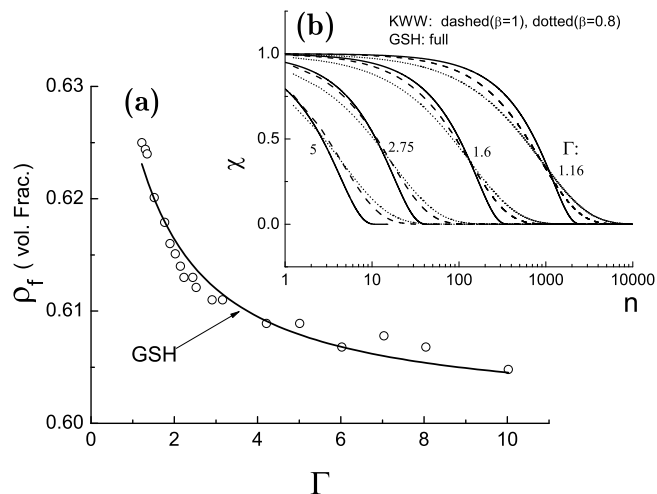 (b)
KWW: dashed(β=1), dotted(β=0.8)
GSH: full
1.0
0.5
0.0
χ
5
2.75
1.6
Γ:
1.16
1
10
100
1000
10000
n
(a)
0.63
0.62
0.61
0.60
ρf ( vol. Frac.)
GSH
0
2
4
6
8
10
Γ